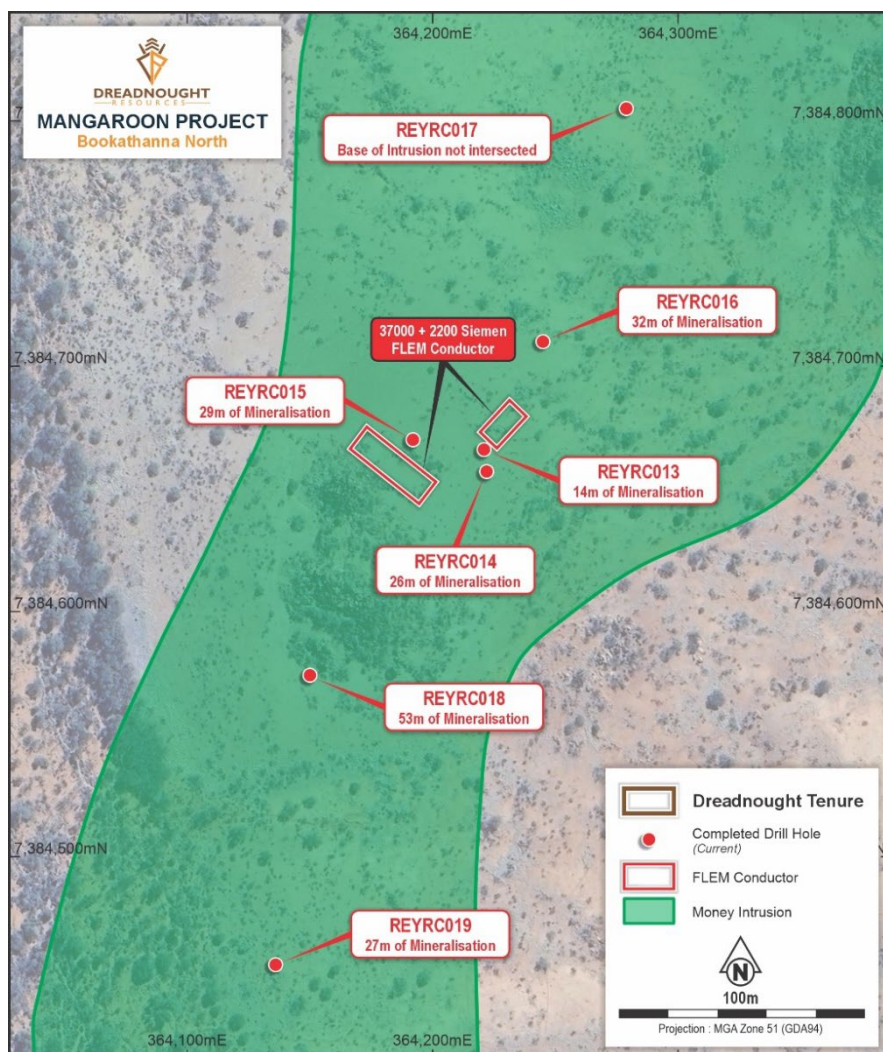 364,200mE
364,300mE
DREADNOUGHT
RESOURCES
MANGAROON PROJECT
Bookathanna North
7,384,800mN
REYRC017
Base of Intrusion not intersected
REYRC016
32m of Mineralisation
37000 + 2200 Siemen
FLEM Conductor
7,384,700mN
7,384,700mN
REYRC015
29m of Mineralisation
REYRC013
14m of Mineralisation
REYRC014
26m of Mineralisation
7,384,600mN
7,384,600mN
REYRC018
53m of Mineralisation
7,384,500mN
REYRC019
27m of Mineralisation
364,100mE
364,200mE
Dreadnought Tenure
Completed Drill Hole
(Current)
FLEM Conductor
Money Intrusion
N
100m
Projection : MGA Zone 51 (GDA94)